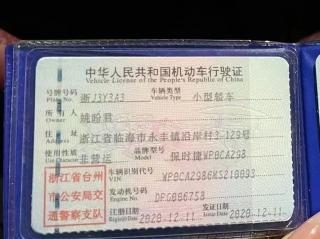 中华人民共和国机动车行驶证
Vehicle License of the People's Republic of China
号牌号码 浙J3Y3A3 车辆类型 小型轿车
Plate No. Vehicle Type
所有人 姚盼君
Owner
住址 浙江省临海市永丰镇沿岸村3-129号
Address
使用性质 非营运 品牌型号 保时捷WP0CA298
Use Character Model
浙江省台州 车辆识别代号 WP0CA2986KS210093
VIN
市公安局交 发动机号码 DPG006758
Engine No.
通警察支队 注册日期 2020-12-11 发证日期 2020-12-11
Register Date Issue Date